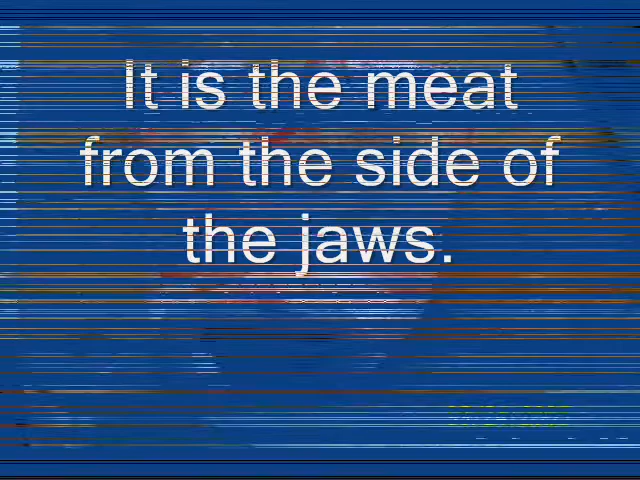 It is the meat
from the side of
the jaws.